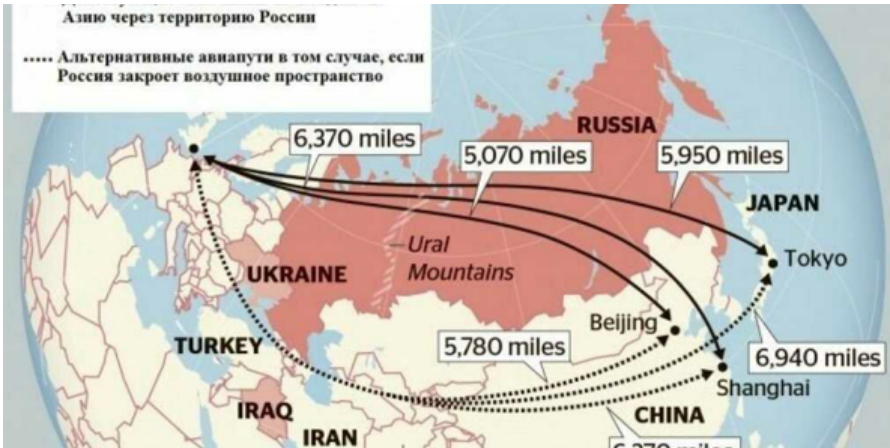 Азию через территорию России
..... Альтернативные авиапути в том случае, если
Россия закроет воздушное пространство
RUSSIA
6,370 miles
5,070 miles
5,950 miles
JAPAN
Ural
Mountains
Tokyo
UKRAINE
Beijing
TURKEY
5,780 miles
6,940 miles
Shanghai
IRAQ
CHINA
IRAN